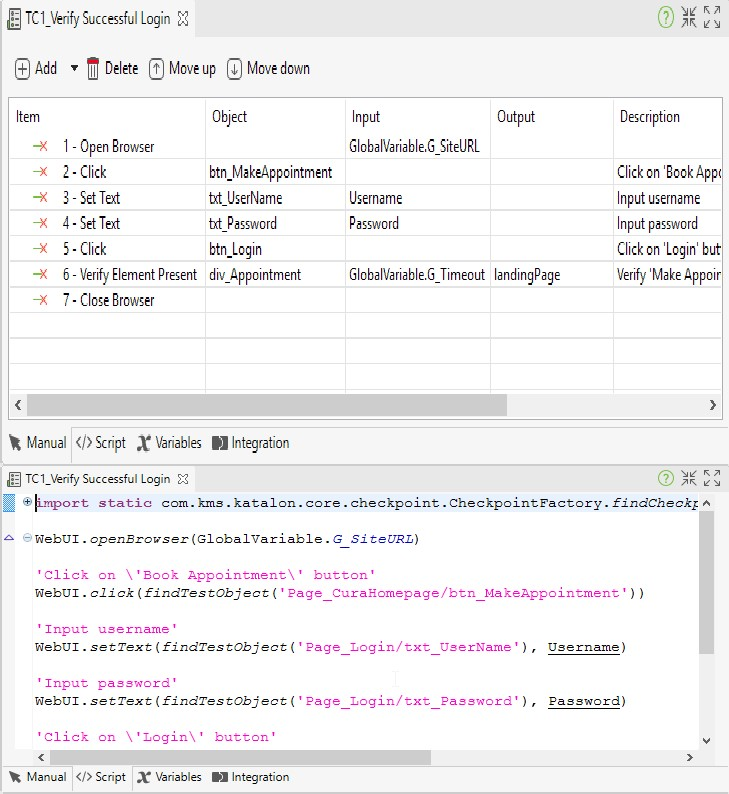 TC1_Verify Successful Login
Add Delete Move up Move down
Item Object Input Output Description
1 - Open Browser GlobalVariable.G_SiteURL
2 - Click btn_MakeAppointment Click on 'Book Appo
3 - Set Text txt_UserName Username Input username
4 - Set Text txt_Password Password Input password
5 - Click btn_Login Click on 'Login' but
6 - Verify Element Present div_Appointment GlobalVariable.G_Timeout landingPage Verify 'Make Appoin
7 - Close Browser
Manual </> Script Variables Integration
TC1_Verify Successful Login
import static com.kms.katalon.core.checkpoint.CheckpointFactory.findCheckp
WebUI.openBrowser(GlobalVariable.G_SiteURL)
'Click on \'Book Appointment\' button'
WebUI.click(findTestObject('Page_CuraHomepage/btn_MakeAppointment'))
'Input username'
WebUI.setText(findTestObject('Page_Login/txt_UserName'), Username)
'Input password'
WebUI.setText(findTestObject('Page_Login/txt_Password'), Password)
'Click on \'Login\' button'
Manual </> Script Variables Integration